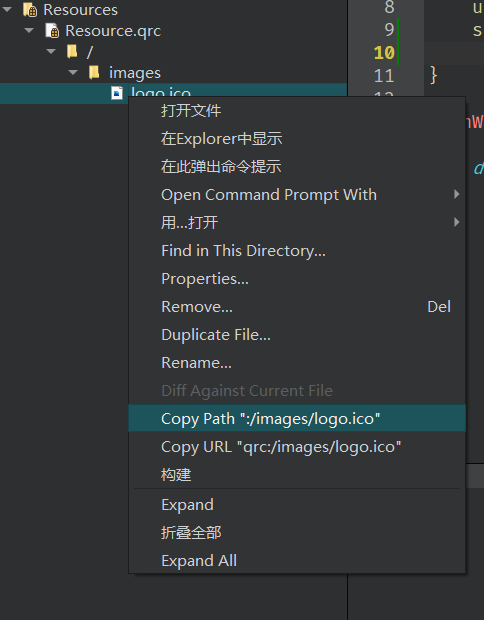 Resources
Resource.qrc
/
images
logo.ico
打开文件
在Explorer中显示
在此弹出命令提示
Open Command Prompt With
用...打开
Find in This Directory...
Properties...
Remove... Del
Duplicate File...
Rename...
Diff Against Current File
Copy Path ":/images/logo.ico"
Copy URL "qrc:/images/logo.ico"
构建
Expand
折叠全部
Expand All
8 u
9 s
10
11 }
12
W
d